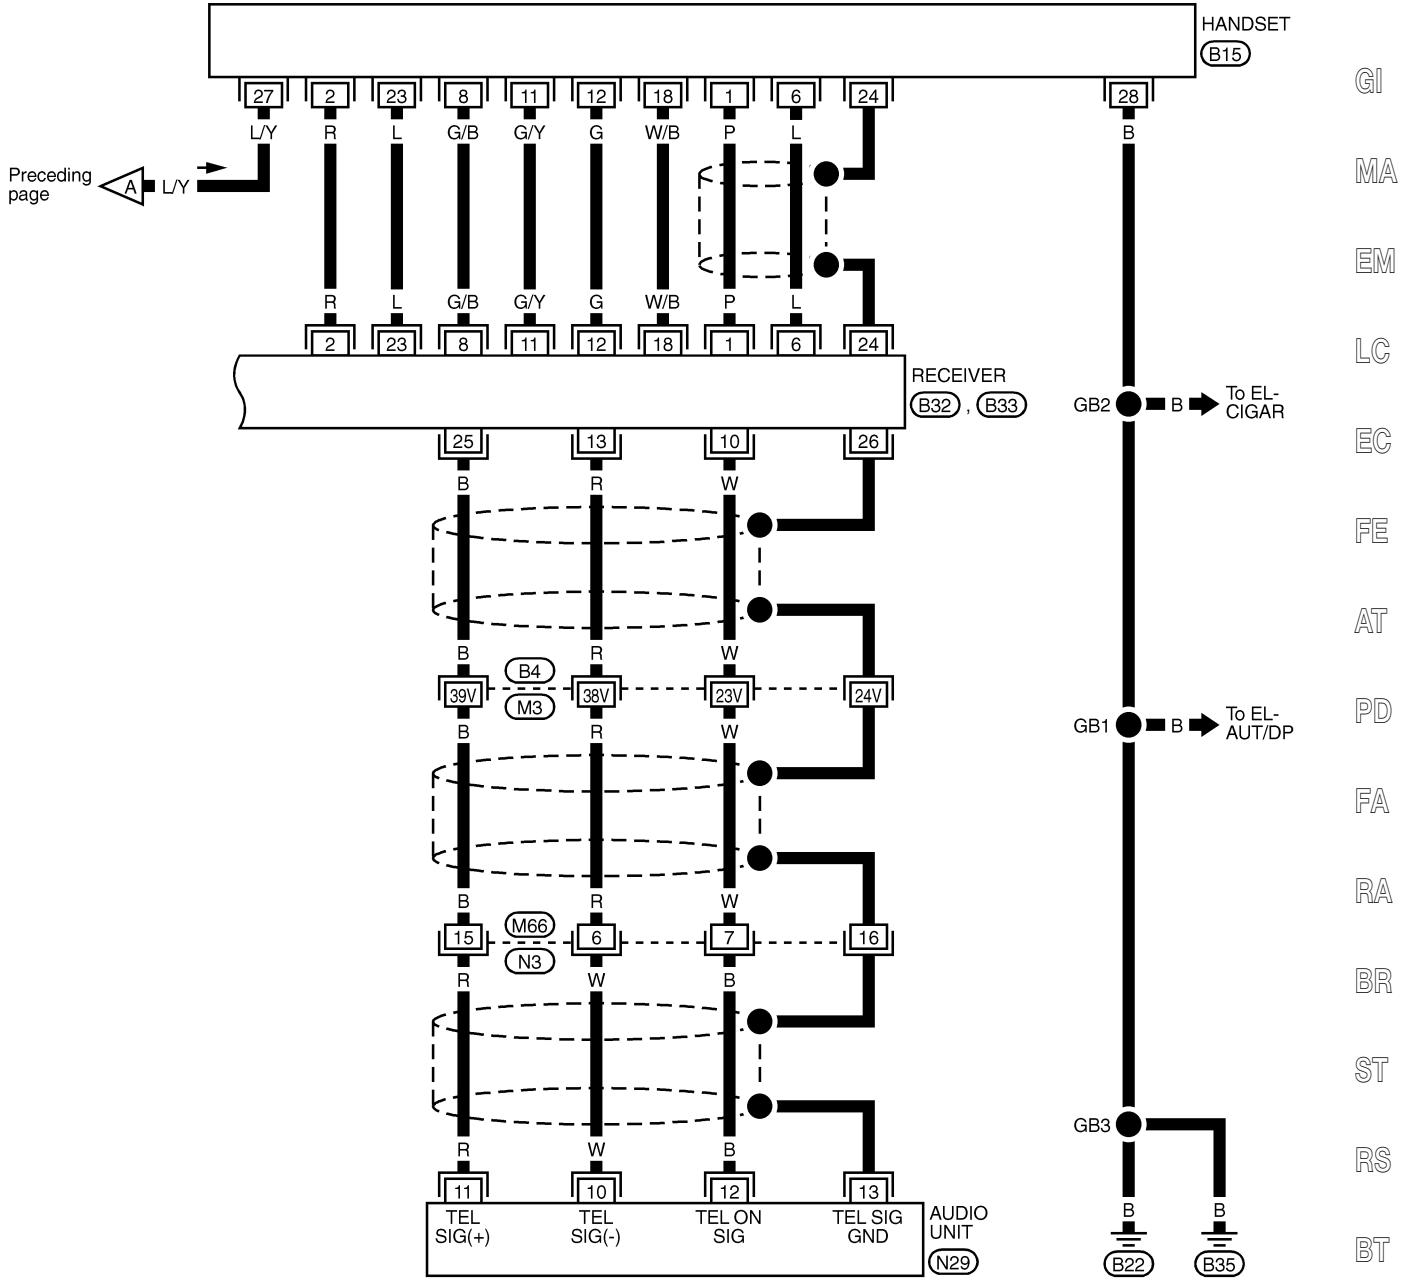 HANDSET
B15
27 2 23 8 11 12 18 1 6 24 28
L/Y R L G/B G/Y G W/B P L B
Preceding
page
A L/Y
R L G/B G/Y G W/B P L
2 23 8 11 12 18 1 6 24
RECEIVER
B32 , B33
25 13 10 26
B R W
B R W
B4
39V 38V 23V 24V
M3
B R W
B R W
M66
15 6 7 16
N3
R W B
R W B
11 10 12 13
TEL
SIG(+)
TEL
SIG(-)
TEL ON
SIG
TEL SIG
GND
AUDIO
UNIT
N29
GB2 B To EL-
CIGAR
GB1 B To EL-
AUT/DP
GB3
B B
B22 B35
GI
MA
EM
LC
EC
FE
AT
PD
FA
RA
BR
ST
RS
BT